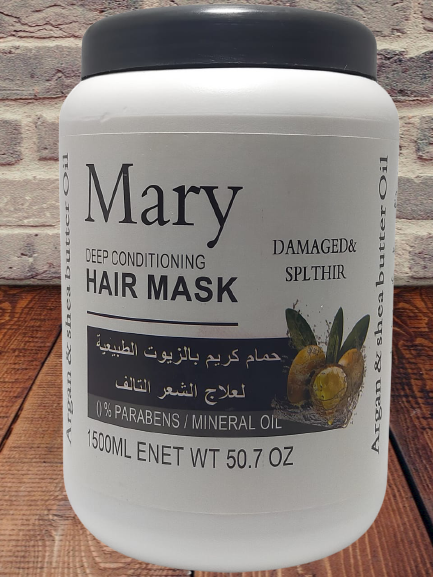 Mary
DEEP CONDITIONING
HAIR MASK
DAMAGED&
SPLTHIR
حمام كريم بالزيوت الطبيعية
لعلاج الشعر التالف
0 % PARABENS / MINERAL OIL
1500ML ENET WT 50.7 OZ
Argan & shea butter Oil
Argan & shea butter Oil